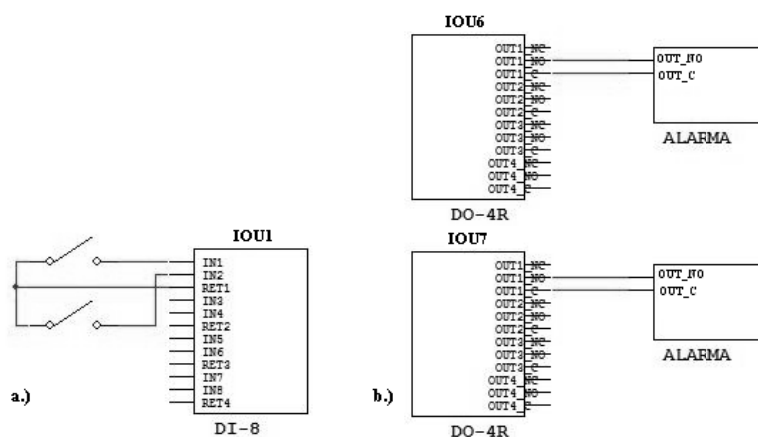 IOU6
OUT1_NC
OUT1_NO
OUT1_C
OUT2_NC
OUT2_NO
OUT2_C
OUT3_NC
OUT3_NO
OUT3_C
OUT4_NC
OUT4_NO
OUT4_C
DO-4R
OUT_NO
OUT_C
ALARMA
IOU1
IN1
IN2
RET1
IN3
IN4
RET2
IN5
IN6
RET3
IN7
IN8
RET4
DI-8
a.)
IOU7
OUT1_NC
OUT1_NO
OUT1_C
OUT2_NC
OUT2_NO
OUT2_C
OUT3_NC
OUT3_NO
OUT3_C
OUT4_NC
OUT4_NO
OUT4_C
DO-4R
OUT_NO
OUT_C
ALARMA
b.)